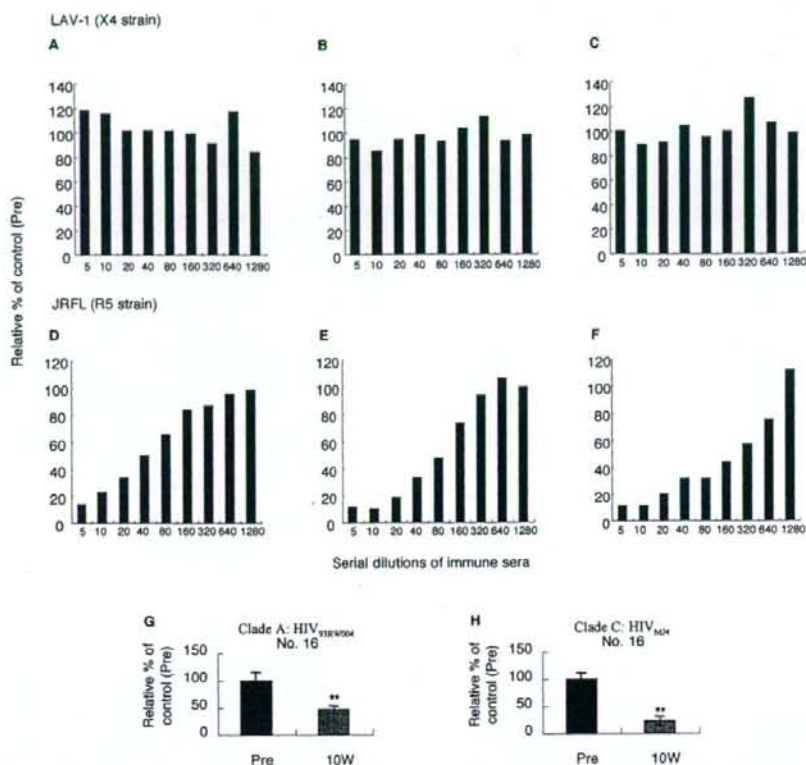 LAV-1 (X4 strain)
A
B
C
140
120
100
80
60
40
20
0
5 10 20 40 80 160 320 640 1280
140
120
100
80
60
40
20
0
5 10 20 40 80 160 320 640 1280
140
120
100
80
60
40
20
0
5 10 20 40 80 160 320 640 1280
Relative % of control (Pre)
JRFL (R5 strain)
D
E
F
120
100
80
60
40
20
0
5 10 20 40 80 160 320 640 1280
120
100
80
60
40
20
0
5 10 20 40 80 160 320 640 1280
120
100
80
60
40
20
0
5 10 20 40 80 160 320 640 1280
Serial dilutions of immune sera
G
Clade A: HIV93RW004
No. 16
Relative % of
control (Pre)
150
100
50
0
**
Pre 10W
H
Clade C: HIVMJ4
No. 16
Relative % of
control (Pre)
150
100
50
0
**
Pre 10W